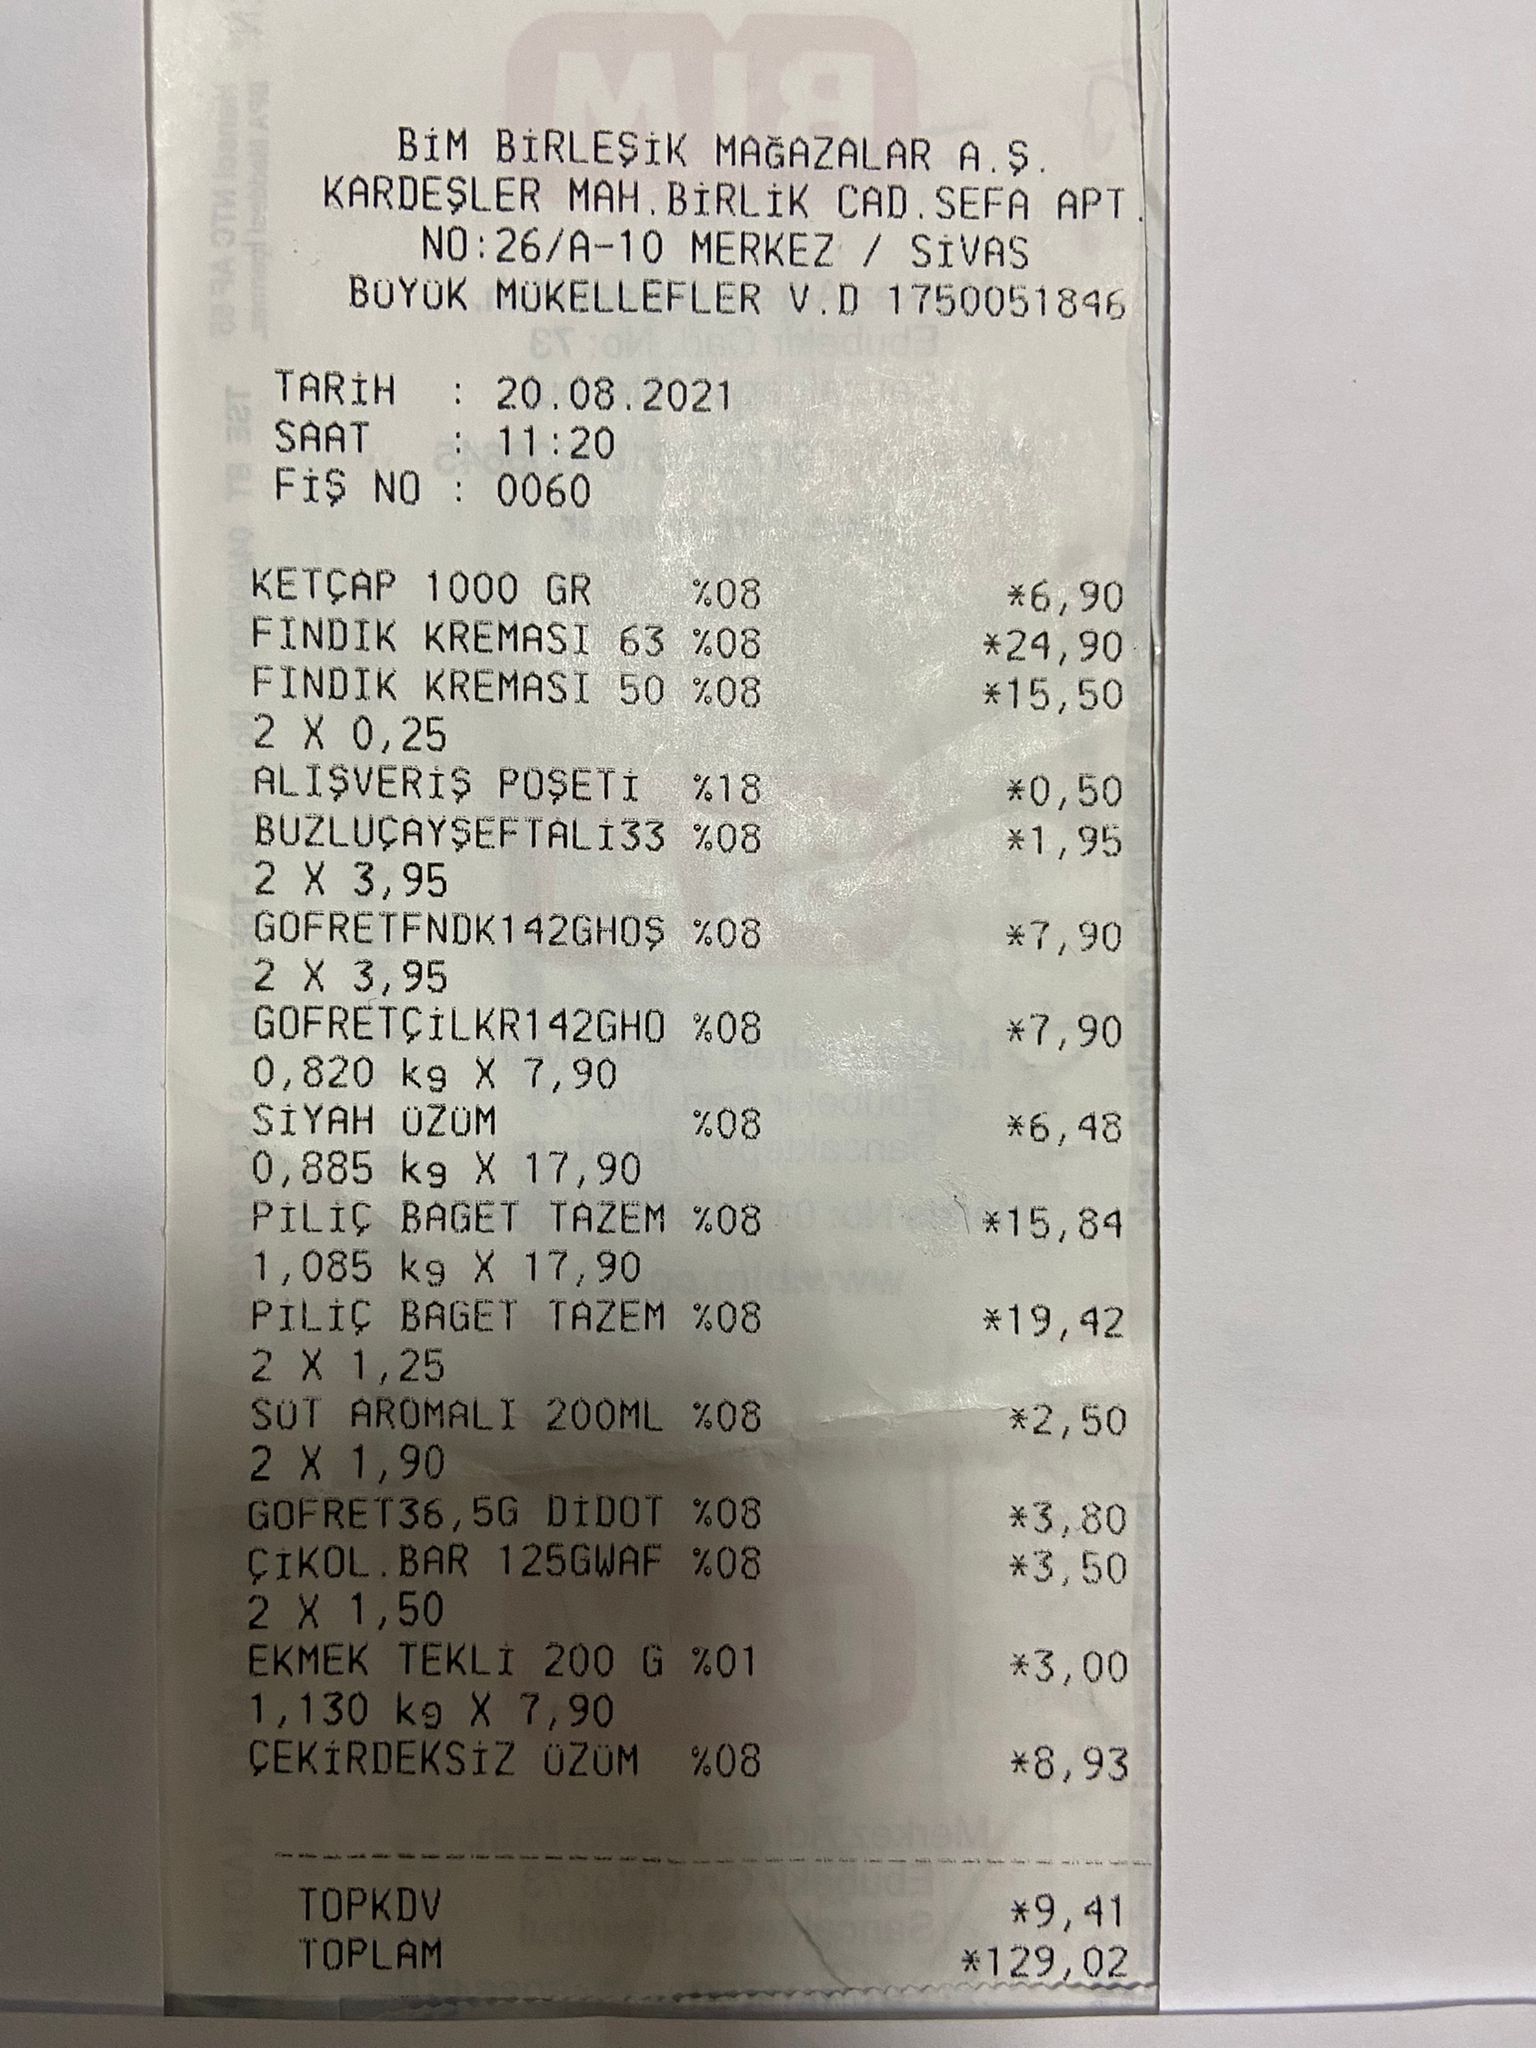 BİM BİRLEŞİK MAĞAZALAR A.Ş.
KARDEŞLER MAH.BİRLİK CAD.SEFA APT.
NO:26/A-10 MERKEZ / SİVAS
BÜYÜK MÜKELLEFLER V.D 1750051846
TARİH : 20.08.2021
SAAT : 11:20
FİŞ NO : 0060
KETÇAP 1000 GR %08 *6,90
FINDIK KREMASI 63 %08 *24,90
FINDIK KREMASI 50 %08 *15,50
2 X 0,25
ALIŞVERİŞ POŞETİ %18 *0,50
BUZLUÇAYŞEFTALİ33 %08 *1,95
2 X 3,95
GOFRETFNDK142GHOŞ %08 *7,90
2 X 3,95
GOFRETÇİLKR142GHO %08 *7,90
0,820 kg X 7,90
SİYAH ÜZÜM %08 *6,48
0,885 kg X 17,90
PİLİÇ BAGET TAZEM %08 *15,84
1,085 kg X 17,90
PİLİÇ BAGET TAZEM %08 *19,42
2 X 1,25
SÜT AROMALI 200ML %08 *2,50
2 X 1,90
GOFRET36,5G DİDOT %08 *3,80
ÇİKOL.BAR 125GWAF %08 *3,50
2 X 1,50
EKMEK TEKLİ 200 G %01 *3,00
1,130 kg X 7,90
ÇEKİRDEKSİZ ÜZÜM %08 *8,93
TOPKDV *9,41
TOPLAM *129,02